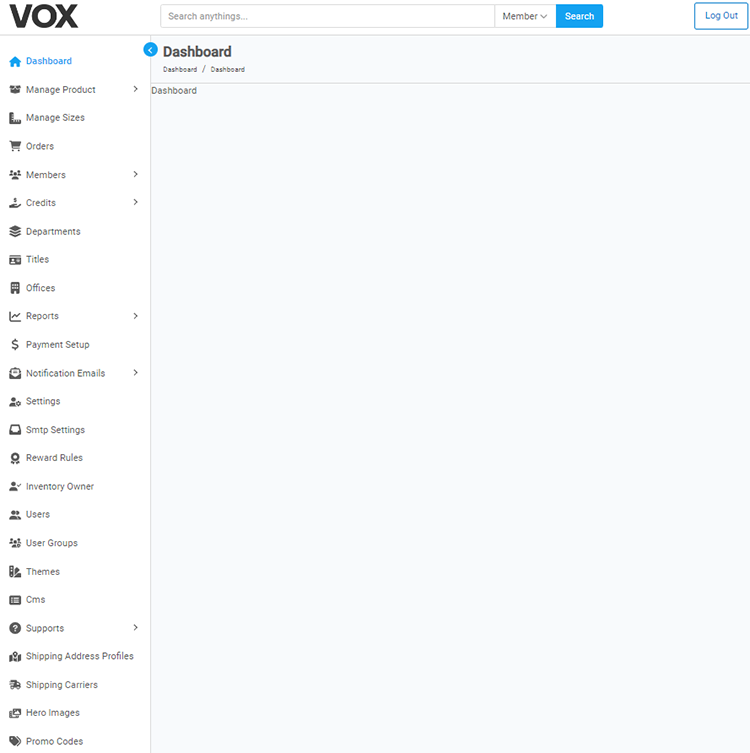 VOX
Search anythings...
Member
Search
Log Out
Dashboard
Manage Product
Manage Sizes
Orders
Members
Credits
Departments
Titles
Offices
Reports
Payment Setup
Notification Emails
Settings
Smtp Settings
Reward Rules
Inventory Owner
Users
User Groups
Themes
Cms
Supports
Shipping Address Profiles
Shipping Carriers
Hero Images
Promo Codes
Dashboard
Dashboard / Dashboard
Dashboard